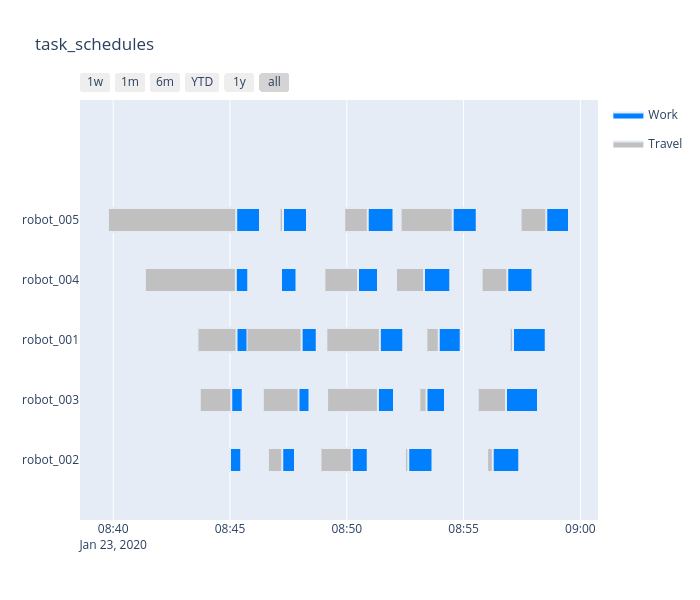 task_schedules
1w 1m 6m YTD 1y all
Work
Travel
robot_005
robot_004
robot_001
robot_003
robot_002
08:40 08:45 08:50 08:55 09:00
Jan 23, 2020